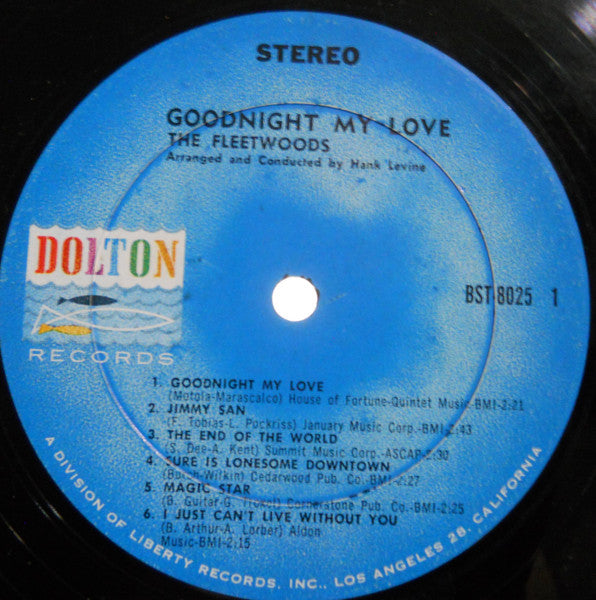 STEREO
GOODNIGHT MY LOVE
THE FLEETWOODS
Arranged and Conducted by Hank Levine
DOLTON
RECORDS
BST-8025 1
1. GOODNIGHT MY LOVE
(Motola-Marascalco) House of Fortune-Quintet Music-BMI-2:21
2. JIMMY SAN
(F. Tobias-L. Pockriss) January Music Corp.-BMI-2:43
3. THE END OF THE WORLD
(S. Dee-A. Kent) Summit Music Corp.-ASCAP-2:30
4. SURE IS LONESOME DOWNTOWN
Cedarwood Pub. Co.-BMI-2:27
5. MAGIC STAR
(B. Guitar-G. Cornerstone Pub. Co.-BMI-2:25
6. I JUST CAN'T LIVE WITHOUT YOU
(B. Arthur-A. Lorber) Aldon
Music-BMI-2:15
A DIVISION OF LIBERTY RECORDS, INC., LOS ANGELES 28, CALIFORNIA